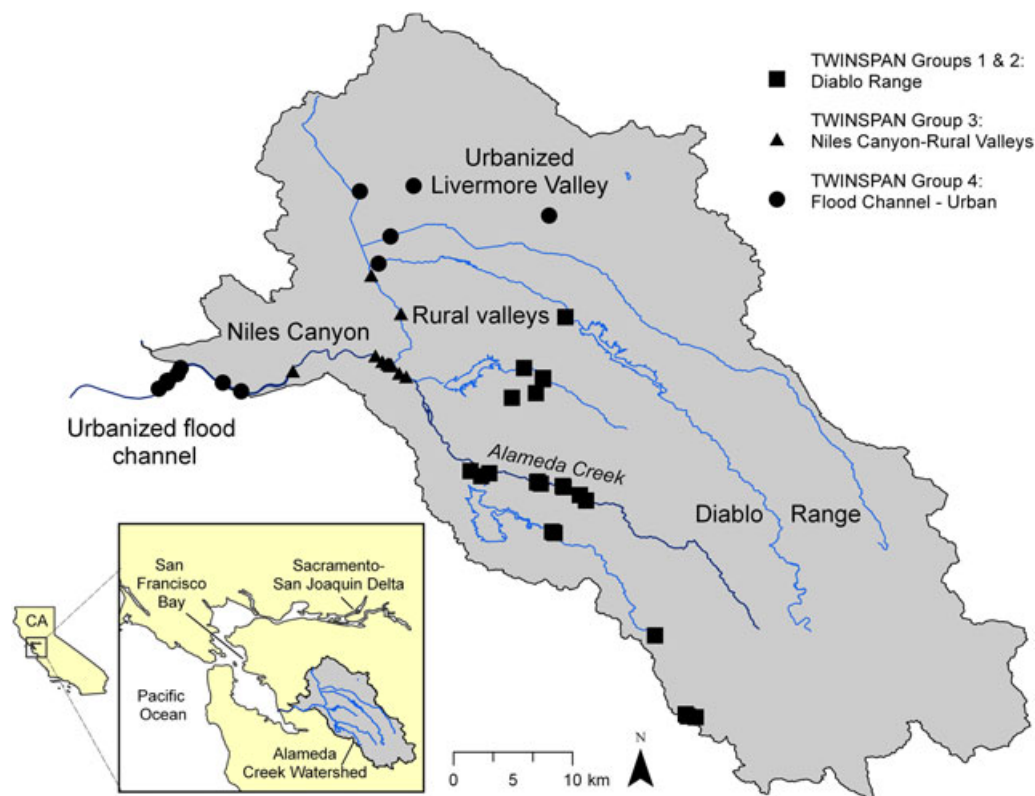 TWINSPAN Groups 1 & 2:
Diablo Range
TWINSPAN Group 3:
Niles Canyon-Rural Valleys
TWINSPAN Group 4:
Flood Channel - Urban
Urbanized
Livermore Valley
Rural valleys
Niles Canyon
Urbanized flood
channel
Alameda Creek
Diablo Range
San
Francisco
Bay
Sacramento-
San Joaquin Delta
CA
Pacific
Ocean
Alameda
Creek Watershed
N
0 5 10 km